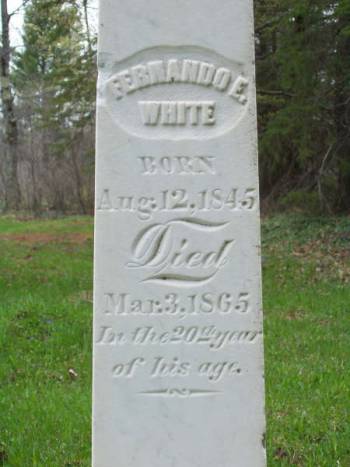 FERNANDO E.
WHITE
BORN
Aug. 12, 1845
Died
Mar. 3, 1865
In the 20th year
of his age.